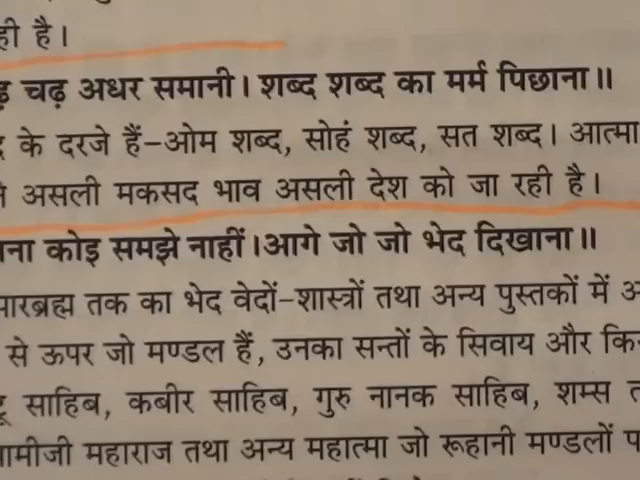 ही है।
चढ़ अधर समानी। शब्द शब्द का मर्म पिछाना॥
के दरजे हैं-ओम शब्द, सोहं शब्द, सत शब्द। आत्मा
असली मकसद भाव असली देश को जा रही है।
कोइ समझे नाहीं।आगे जो जो भेद दिखाना॥
पारब्रह्म तक का भेद वेदों-शास्त्रों तथा अन्य पुस्तकों में
से ऊपर जो मण्डल हैं, उनका सन्तों के सिवाय और
साहिब, कबीर साहिब, गुरु नानक साहिब, शम्स
महाराज तथा अन्य महात्मा जो रूहानी मण्डलों